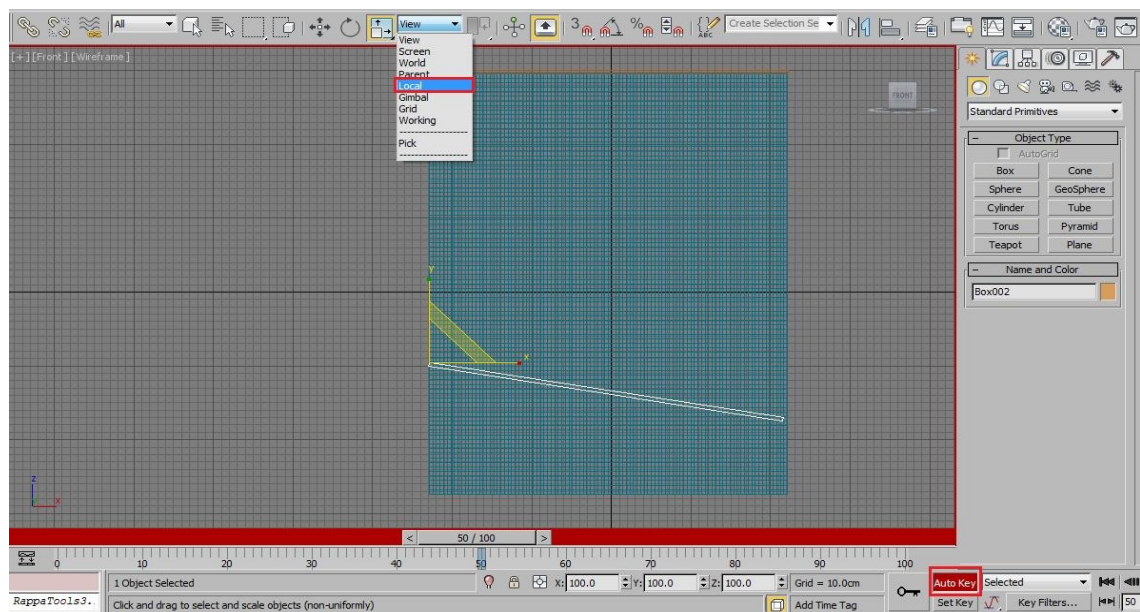 All
View
3
%
ABC
Create Selection Se
View
Screen
World
Parent
Local
Gimbal
Grid
Working
Pick
[+][Front][Wireframe]
FRONT
Y
X
z
x
Standard Primitives
- Object Type
AutoGrid
Box Cone
Sphere GeoSphere
Cylinder Tube
Torus Pyramid
Teapot Plane
- Name and Color
Box002
< 50 / 100 >
0 10 20 30 40 50 60 70 80 90 100
1 Object Selected X: 100.0 Y: 100.0 Z: 100.0 Grid = 10.0cm Auto Key Selected
RappaTools3. Click and drag to select and scale objects (non-uniformly) Add Time Tag Set Key Key Filters... 50